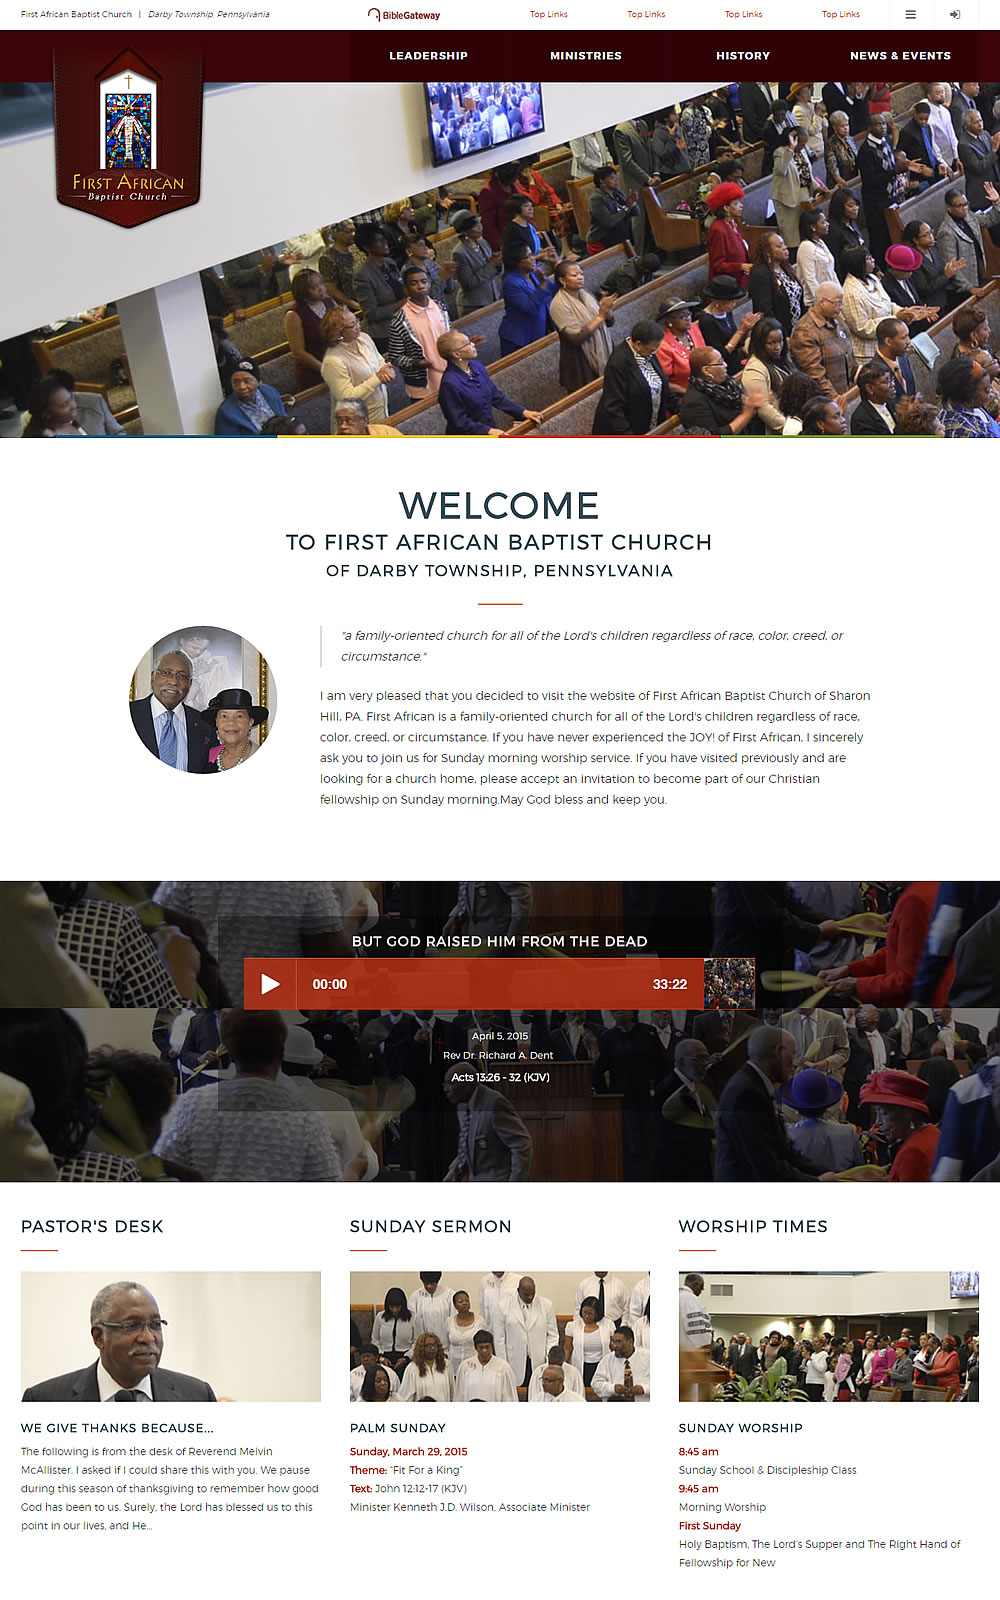 First African Baptist Church | Darby Township, Pennsylvania
BibleGateway
Top Links
Top Links
Top Links
Top Links
LEADERSHIP
MINISTRIES
HISTORY
NEWS & EVENTS
FIRST AFRICAN
Baptist Church
WELCOME
TO FIRST AFRICAN BAPTIST CHURCH
OF DARBY TOWNSHIP, PENNSYLVANIA
"a family-oriented church for all of the Lord's children regardless of race, color, creed, or
circumstance."
I am very pleased that you decided to visit the website of First African Baptist Church of Sharon
Hill, PA. First African is a family-oriented church for all of the Lord's children regardless of race,
color, creed, or circumstance. If you have never experienced the JOY! of First African, I sincerely
ask you to join us for Sunday morning worship service. If you have visited previously and are
looking for a church home, please accept an invitation to become part of our Christian
fellowship on Sunday morning.May God bless and keep you.
BUT GOD RAISED HIM FROM THE DEAD
00:00
33:22
April 5, 2015
Rev Dr. Richard A. Dent
Acts 13:26 - 32 (KJV)
PASTOR'S DESK
WE GIVE THANKS BECAUSE...
The following is from the desk of Reverend Melvin
McAllister. I asked if I could share this with you. We pause
during this season of thanksgiving to remember how good
God has been to us. Surely, the Lord has blessed us to this
point in our lives, and He...
SUNDAY SERMON
PALM SUNDAY
Sunday, March 29, 2015
Theme: "Fit For a King"
Text: John 12:12-17 (KJV)
Minister Kenneth J.D. Wilson, Associate Minister
WORSHIP TIMES
SUNDAY WORSHIP
8:45 am
Sunday School & Discipleship Class
9:45 am
Morning Worship
First Sunday
Holy Baptism, The Lord's Supper and The Right Hand of
Fellowship for New